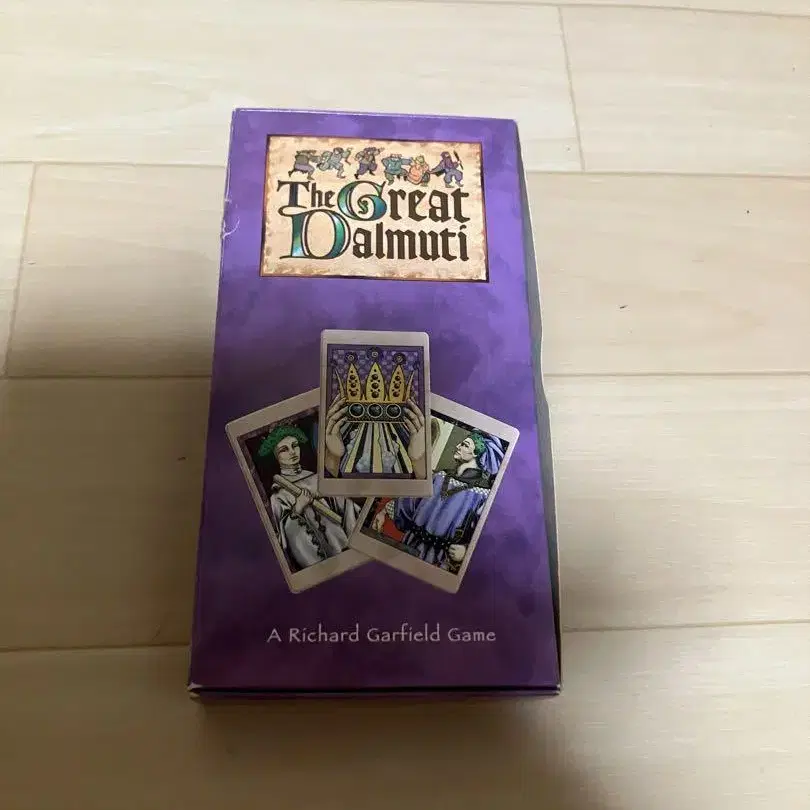 The Great
Dalmuti
A Richard Garfield Game